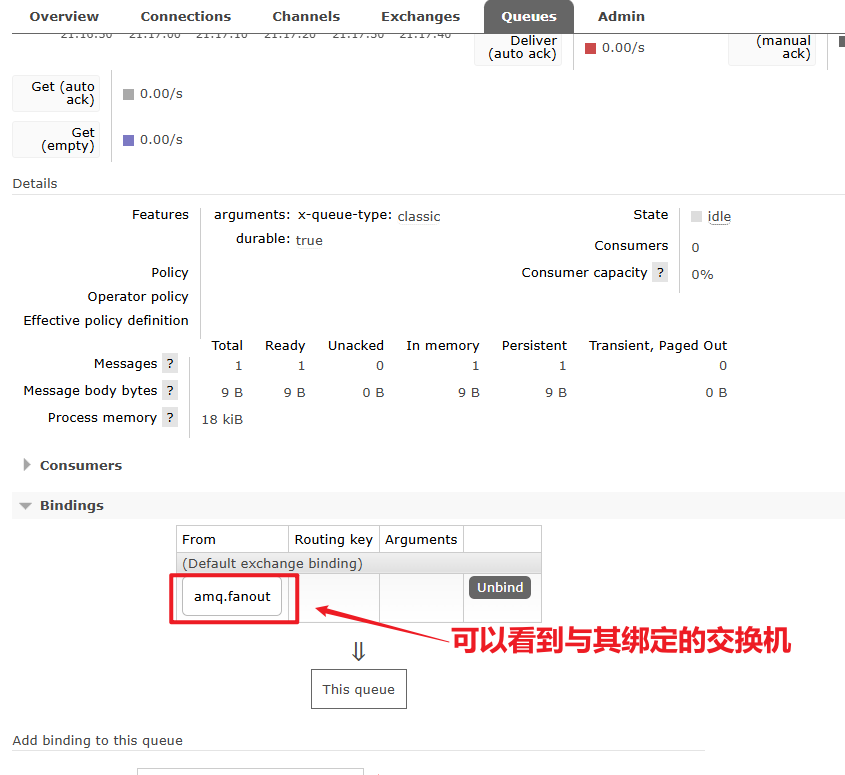 Overview Connections Channels Exchanges Queues Admin
21:16:50 21:17:00 21:17:10 21:17:20 21:17:30 21:17:40
Deliver (auto ack) 0.00/s
(manual ack)
Get (auto ack) 0.00/s
Get (empty) 0.00/s
Details
Features arguments: x-queue-type: classic
durable: true
State idle
Consumers 0
Consumer capacity ? 0%
Policy
Operator policy
Effective policy definition
Total Ready Unacked In memory Persistent Transient, Paged Out
Messages ? 1 1 0 1 1 0
Message body bytes ? 9 B 9 B 0 B 9 B 9 B 0 B
Process memory ? 18 kiB
Consumers
Bindings
From Routing key Arguments
(Default exchange binding)
amq.fanout Unbind
可以看到与其绑定的交换机
⇓
This queue
Add binding to this queue